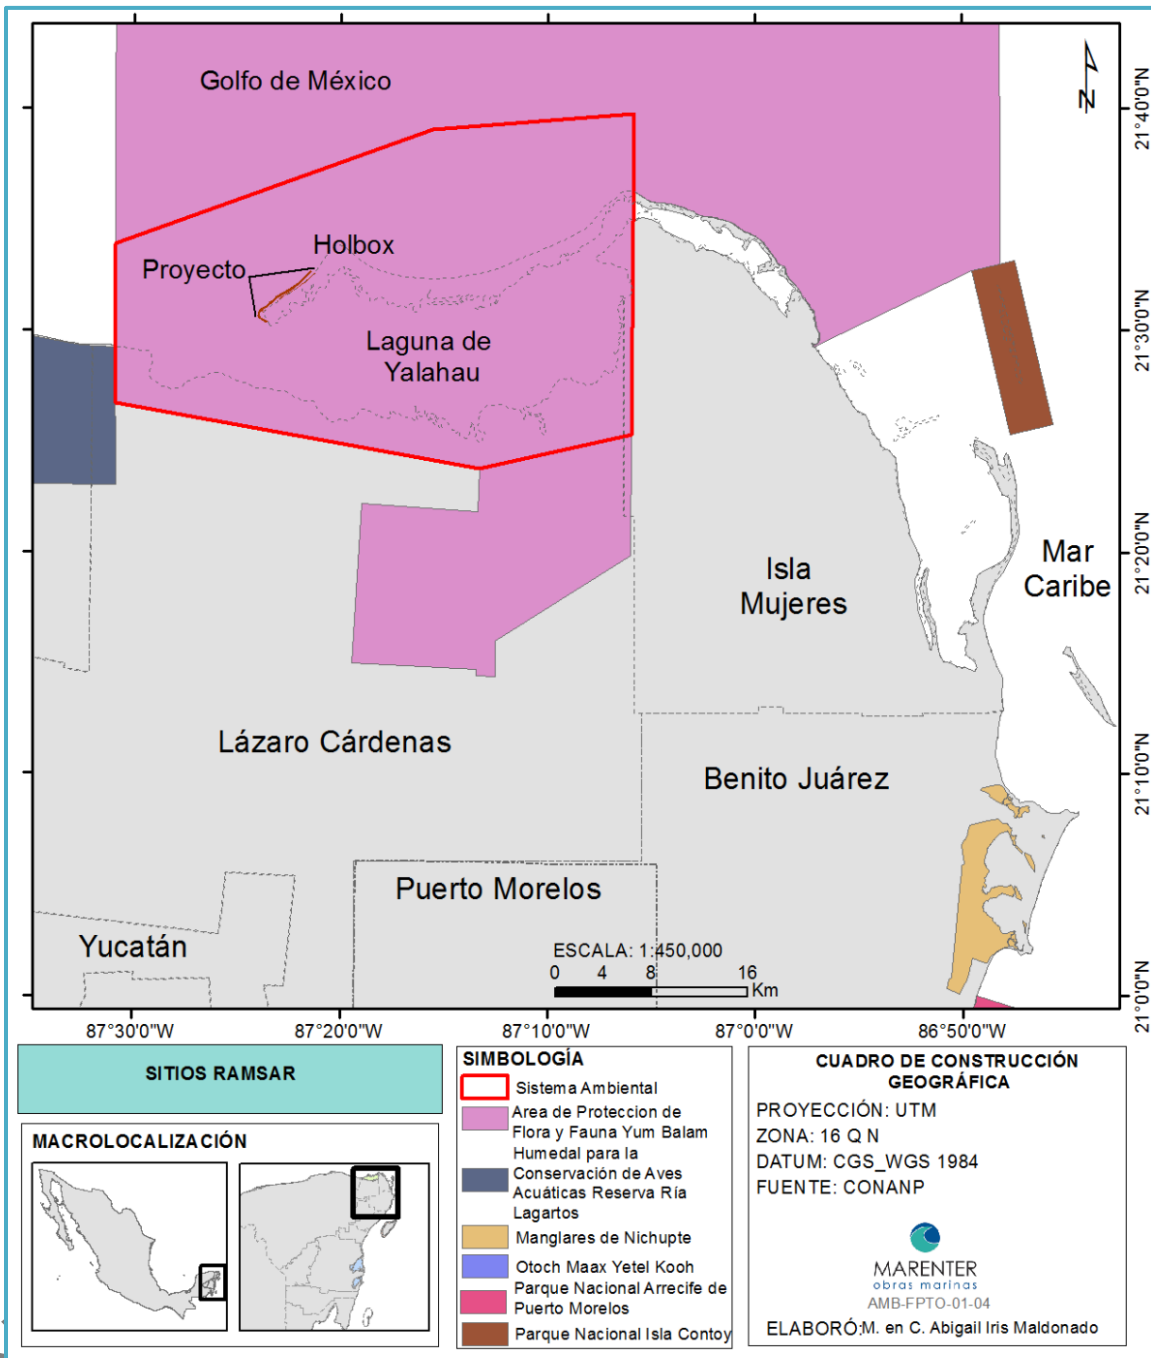 Golfo de México
21°40'0"N
Holbox
Proyecto
21°30'0"N
Laguna de
Yalahau
21°20'0"N
Mar
Caribe
Isla
Mujeres
Lázaro Cárdenas
Benito Juárez
21°10'0"N
Puerto Morelos
Yucatán
ESCALA: 1:450,000
0 4 8 16
Km
21°0'0"N
87°30'0"W 87°20'0"W 87°10'0"W 87°0'0"W 86°50'0"W
N
SITIOS RAMSAR
MACROLOCALIZACIÓN
SIMBOLOGÍA
Sistema Ambiental
Area de Proteccion de
Flora y Fauna Yum Balam
Humedal para la
Conservación de Aves
Acuáticas Reserva Ría
Lagartos
Manglares de Nichupte
Otoch Maax Yetel Kooh
Parque Nacional Arrecife de
Puerto Morelos
Parque Nacional Isla Contoy
CUADRO DE CONSTRUCCIÓN
GEOGRÁFICA
PROYECCIÓN: UTM
ZONA: 16 Q N
DATUM: CGS_WGS 1984
FUENTE: CONANP
MARENTER
obras marinas
AMB-FPTO-01-04
ELABORÓ:M. en C. Abigail Iris Maldonado